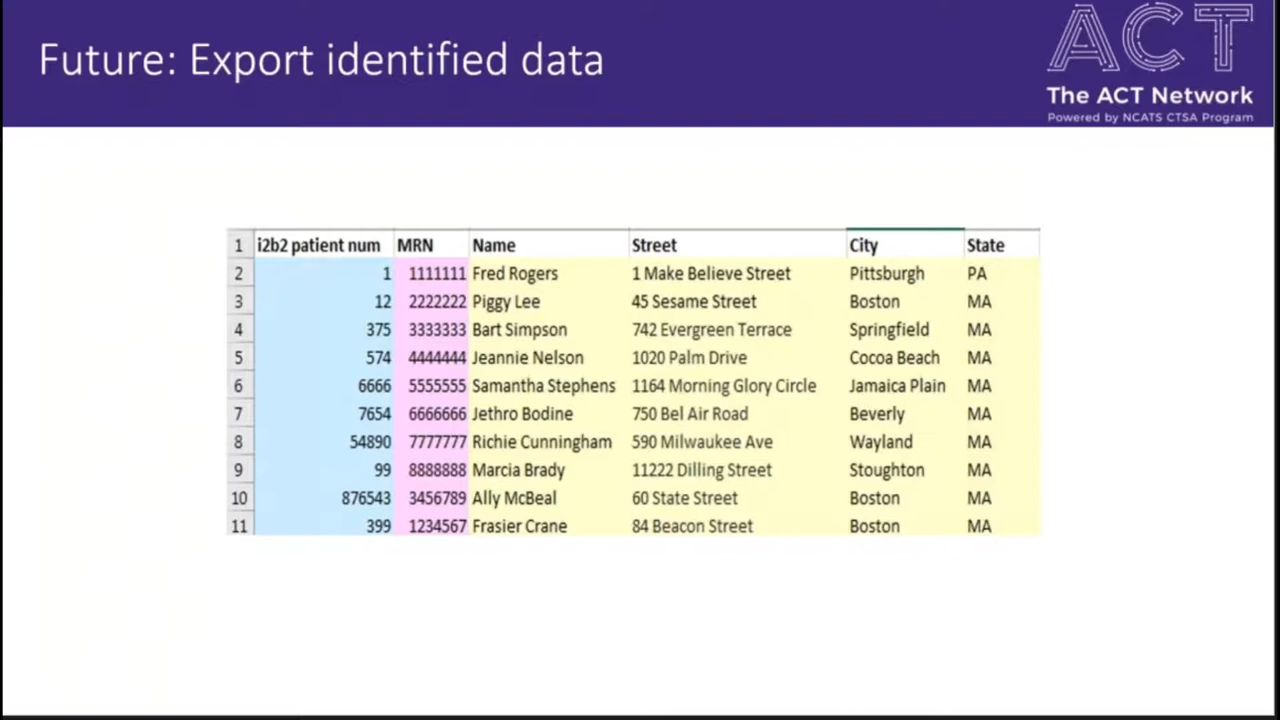 Future: Export identified data
ACT
The ACT Network
Powered by NCATS CTSA Program
1 i2b2 patient num MRN Name Street City State
2 1 1111111 Fred Rogers 1 Make Believe Street Pittsburgh PA
3 12 2222222 Piggy Lee 45 Sesame Street Boston MA
4 375 3333333 Bart Simpson 742 Evergreen Terrace Springfield MA
5 574 4444444 Jeannie Nelson 1020 Palm Drive Cocoa Beach MA
6 6666 5555555 Samantha Stephens 1164 Morning Glory Circle Jamaica Plain MA
7 7654 6666666 Jethro Bodine 750 Bel Air Road Beverly MA
8 54890 7777777 Richie Cunningham 590 Milwaukee Ave Wayland MA
9 99 8888888 Marcia Brady 11222 Dilling Street Stoughton MA
10 876543 3456789 Ally McBeal 60 State Street Boston MA
11 399 1234567 Frasier Crane 84 Beacon Street Boston MA